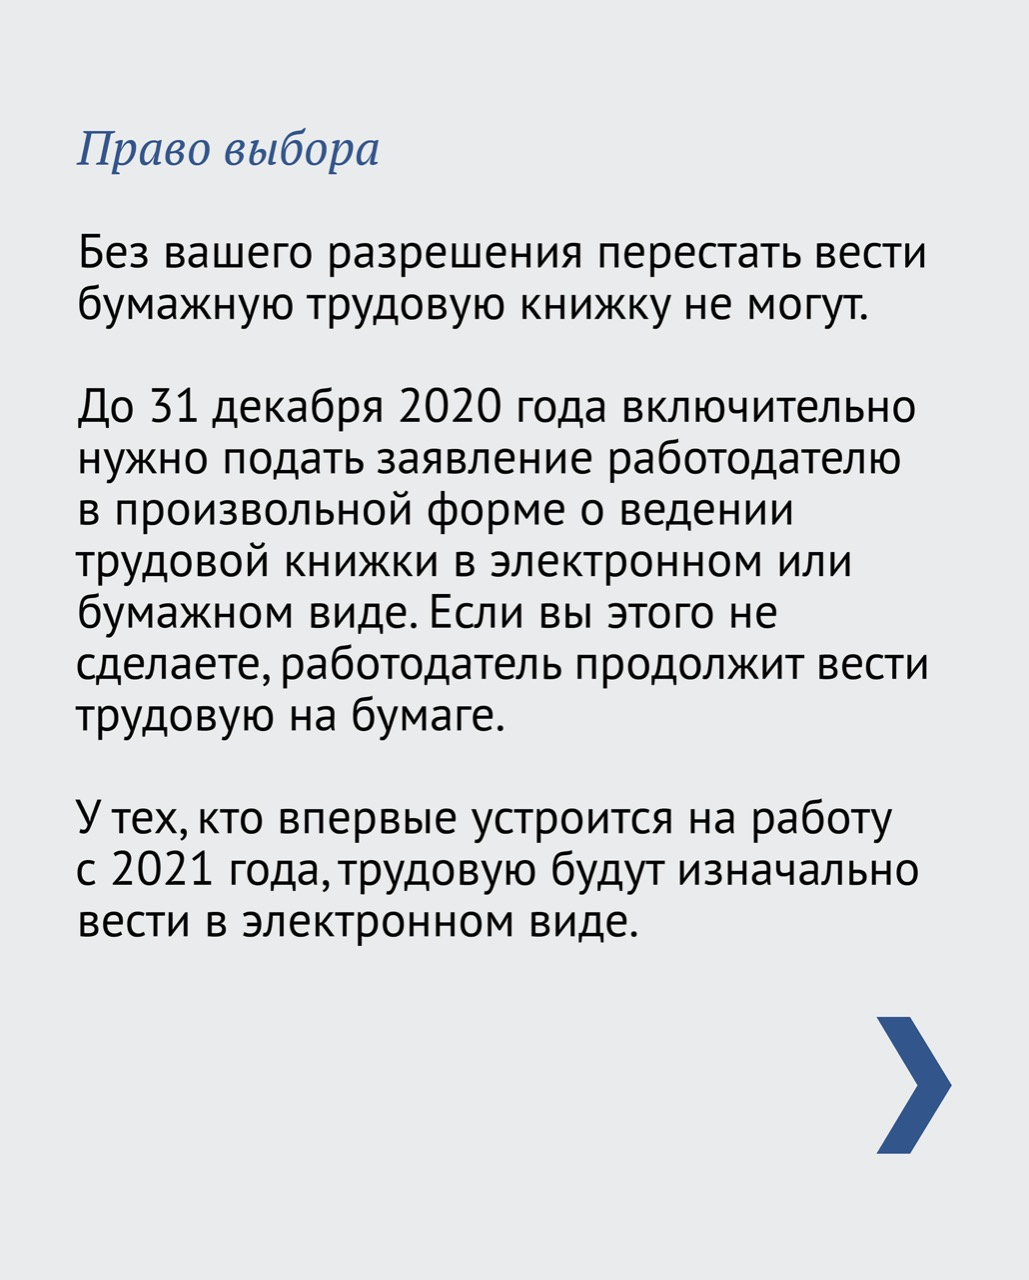 Право выбора
Без вашего разрешения перестать вести
бумажную трудовую книжку не могут.
До 31 декабря 2020 года включительно
нужно подать заявление работодателю
в произвольной форме о ведении
трудовой книжки в электронном или
бумажном виде. Если вы этого не
сделаете, работодатель продолжит вести
трудовую на бумаге.
У тех, кто впервые устроится на работу
с 2021 года, трудовую будут изначально
вести в электронном виде.